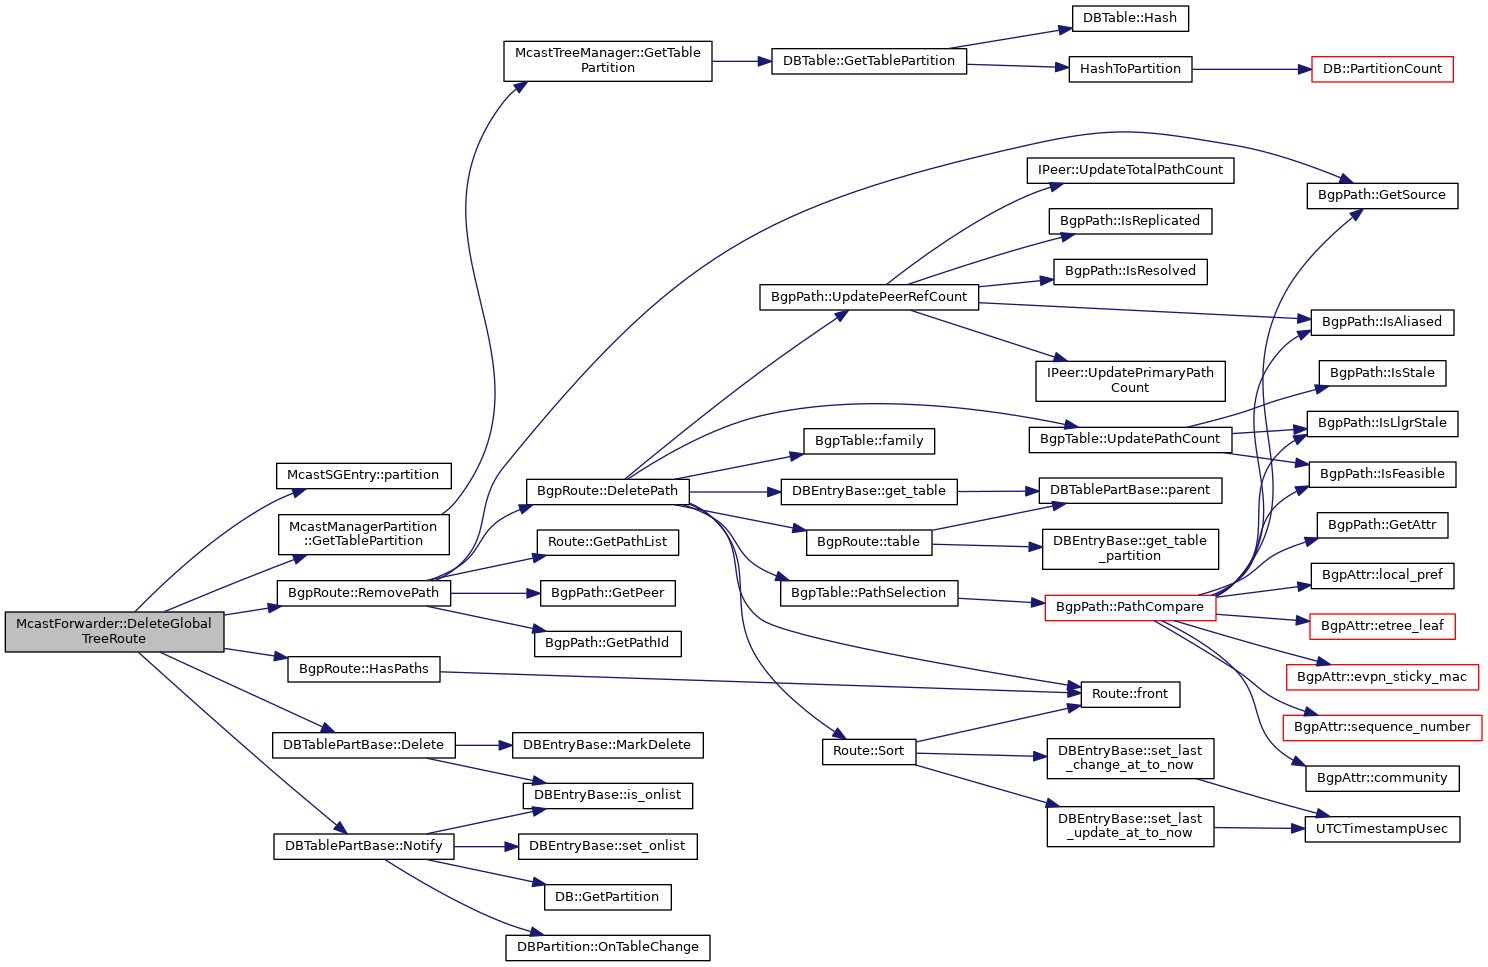 McastForwarder::DeleteGlobal
TreeRoute
McastSGEntry::partition
McastManagerPartition
::GetTablePartition
BgpRoute::RemovePath
BgpRoute::HasPaths
DBTablePartBase::Delete
DBTablePartBase::Notify
McastTreeManager::GetTable
Partition
BgpRoute::DeletePath
Route::GetPathList
BgpPath::GetPeer
BgpPath::GetPathId
DBEntryBase::MarkDelete
DBEntryBase::is_onlist
DBEntryBase::set_onlist
DB::GetPartition
DBPartition::OnTableChange
DBTable::GetTablePartition
BgpPath::UpdatePeerRefCount
BgpTable::family
DBEntryBase::get_table
BgpRoute::table
BgpTable::PathSelection
Route::Sort
DBTable::Hash
HashToPartition
IPeer::UpdateTotalPathCount
BgpPath::IsReplicated
BgpPath::IsResolved
IPeer::UpdatePrimaryPath
Count
BgpTable::UpdatePathCount
DBTablePartBase::parent
DBEntryBase::get_table
_partition
BgpPath::PathCompare
Route::front
DBEntryBase::set_last
_change_at_to_now
DBEntryBase::set_last
_update_at_to_now
DB::PartitionCount
BgpPath::GetSource
BgpPath::IsAliased
BgpPath::IsStale
BgpPath::IsLlgrStale
BgpPath::IsFeasible
BgpPath::GetAttr
BgpAttr::local_pref
BgpAttr::etree_leaf
BgpAttr::evpn_sticky_mac
BgpAttr::sequence_number
BgpAttr::community
UTCTimestampUsec